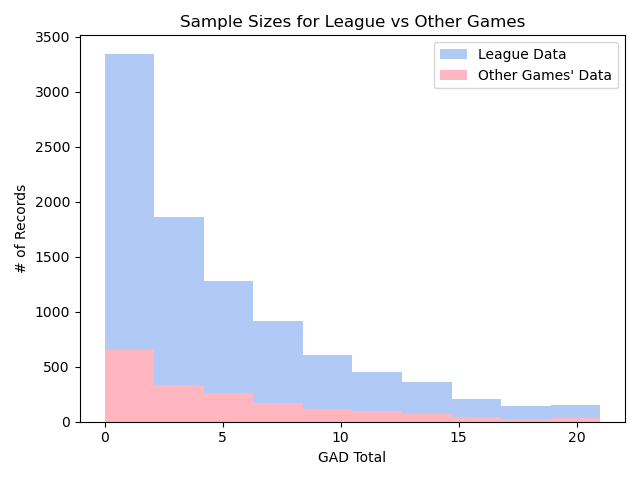 Sample Sizes for League vs Other Games
League Data
Other Games' Data
# of Records
3500
3000
2500
2000
1500
1000
500
0
0 5 10 15 20
GAD Total